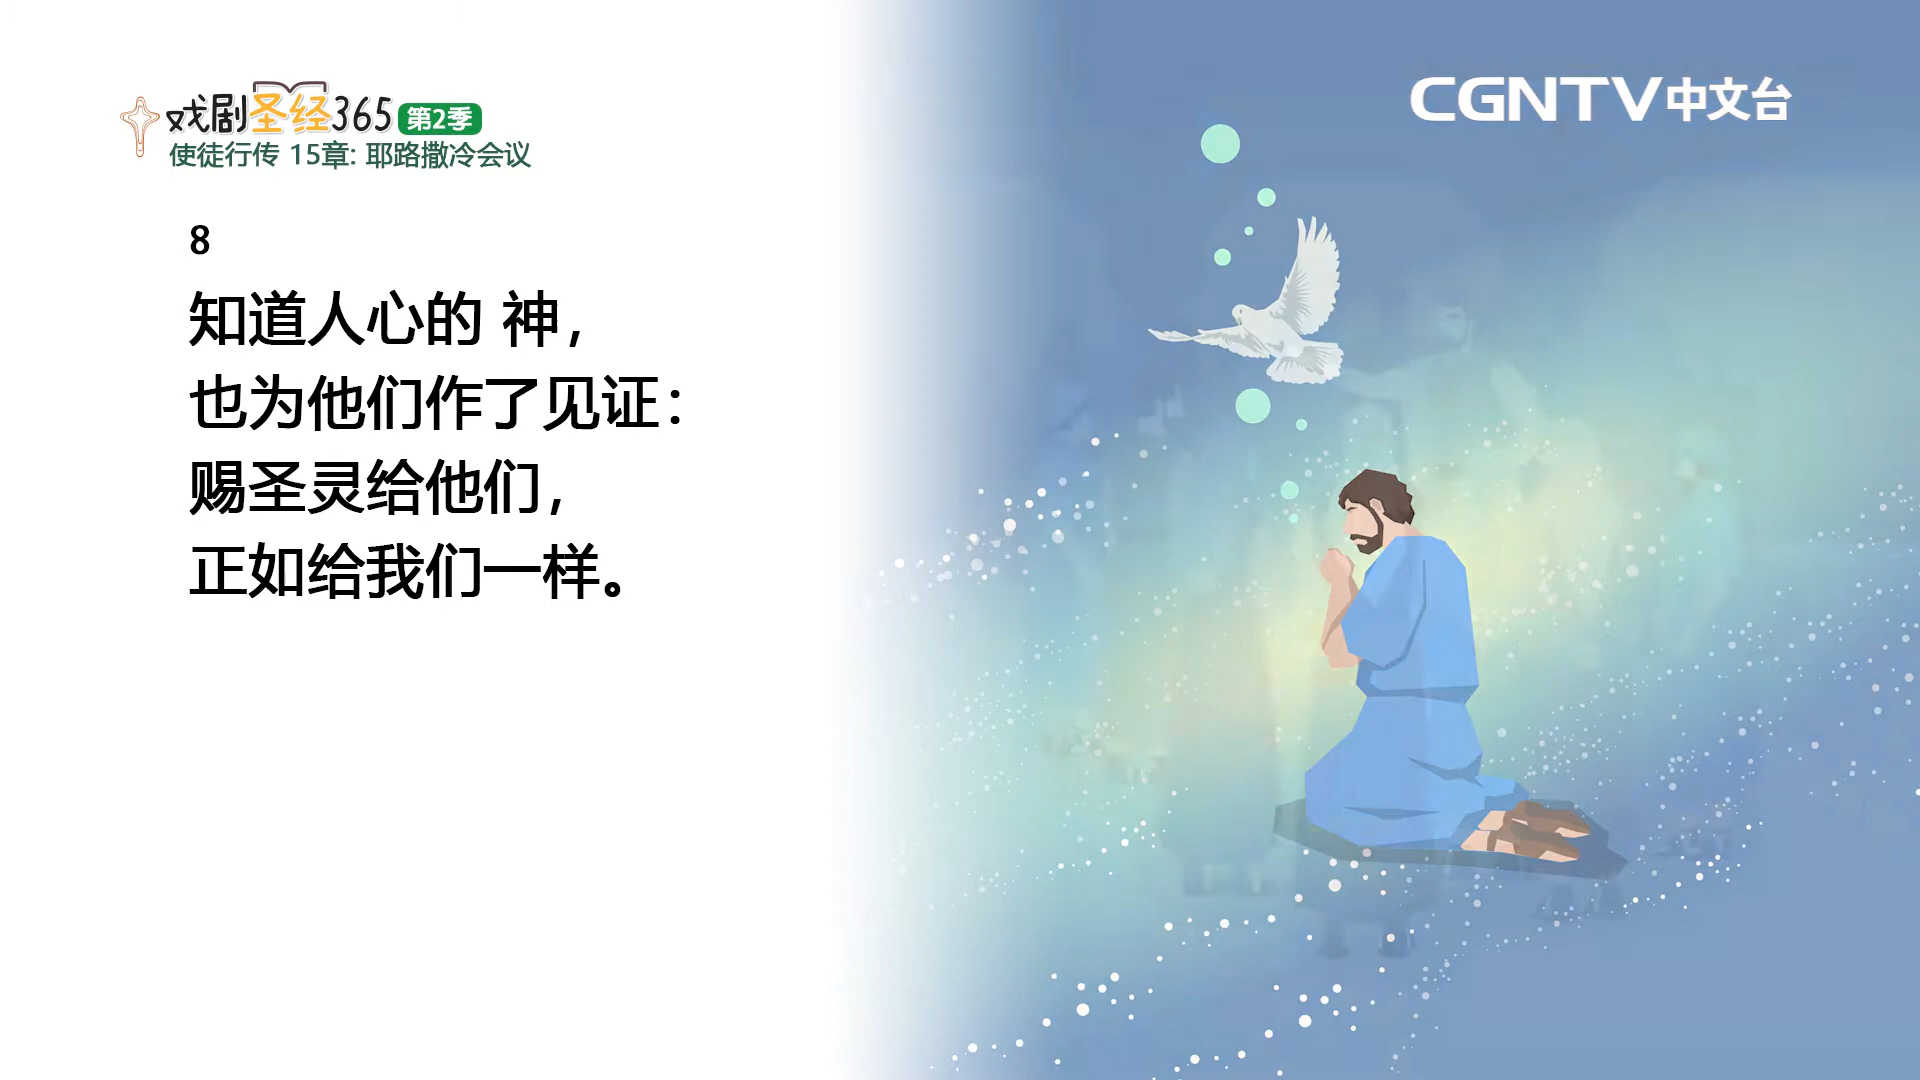 戏剧圣经365 第2季
使徒行传 15章: 耶路撒冷会议
CGNTV中文台
8
知道人心的 神，
也为他们作了见证：
赐圣灵给他们，
正如给我们一样。